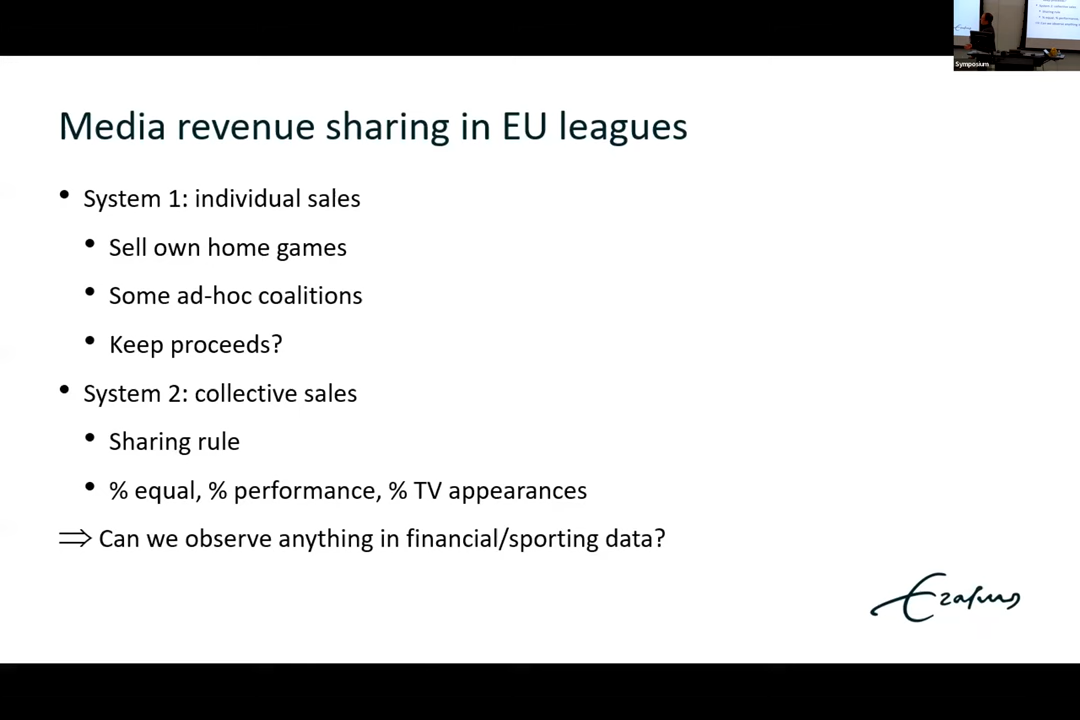 Media revenue sharing in EU leagues
• System 1: individual sales
• Sell own home games
• Some ad-hoc coalitions
• Keep proceeds?
• System 2: collective sales
• Sharing rule
• % equal, % performance, % TV appearances
⟹ Can we observe anything in financial/sporting data?
Erasmus
Symposium